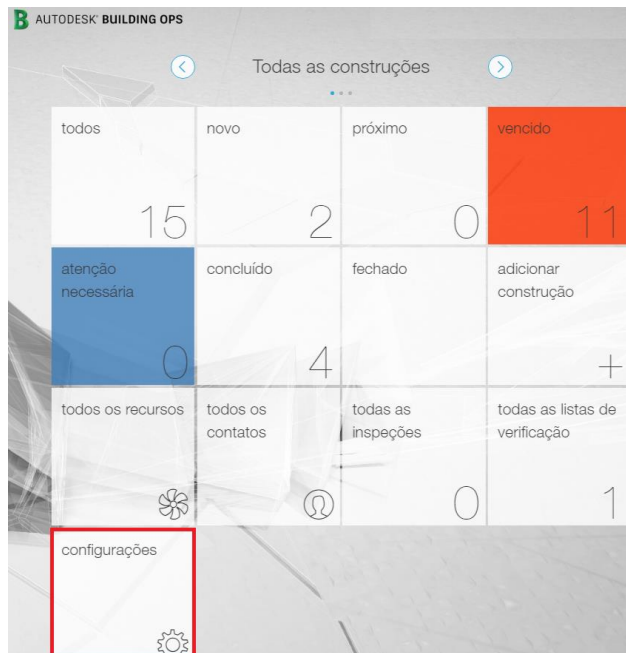 B AUTODESK® BUILDING OPS
Todas as construções
todos
15
novo
2
próximo
0
vencido
11
atenção
necessária
0
concluído
4
fechado
adicionar
construção
+
todos os recursos
todos os
contatos
todas as
inspeções
0
todas as listas de
verificação
1
configurações